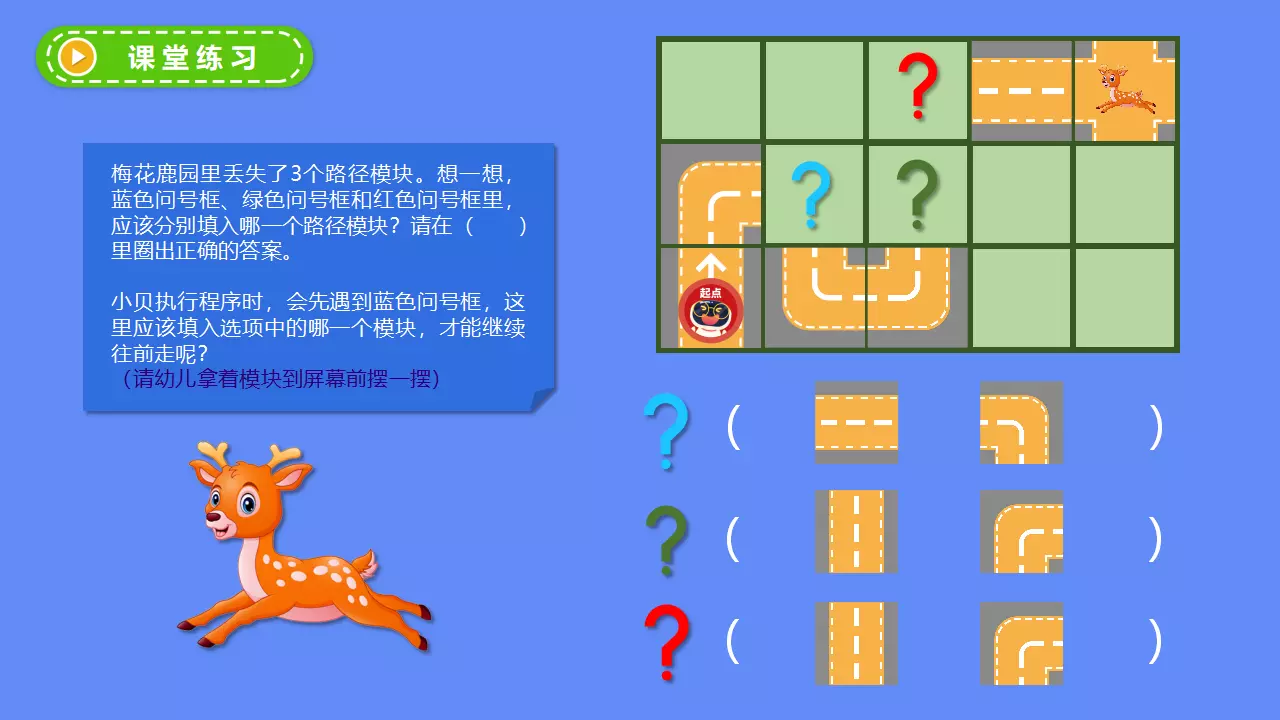 课堂练习
梅花鹿园里丢失了3个路径模块。想一想，
蓝色问号框、绿色问号框和红色问号框里，
应该分别填入哪一个路径模块？请在（　　）
里圈出正确的答案。
小贝执行程序时，会先遇到蓝色问号框，这
里应该填入选项中的哪一个模块，才能继续
往前走呢？
（请幼儿拿着模块到屏幕前摆一摆）
?
? ?
起点
? （　　）
? （　　）
? （　　）